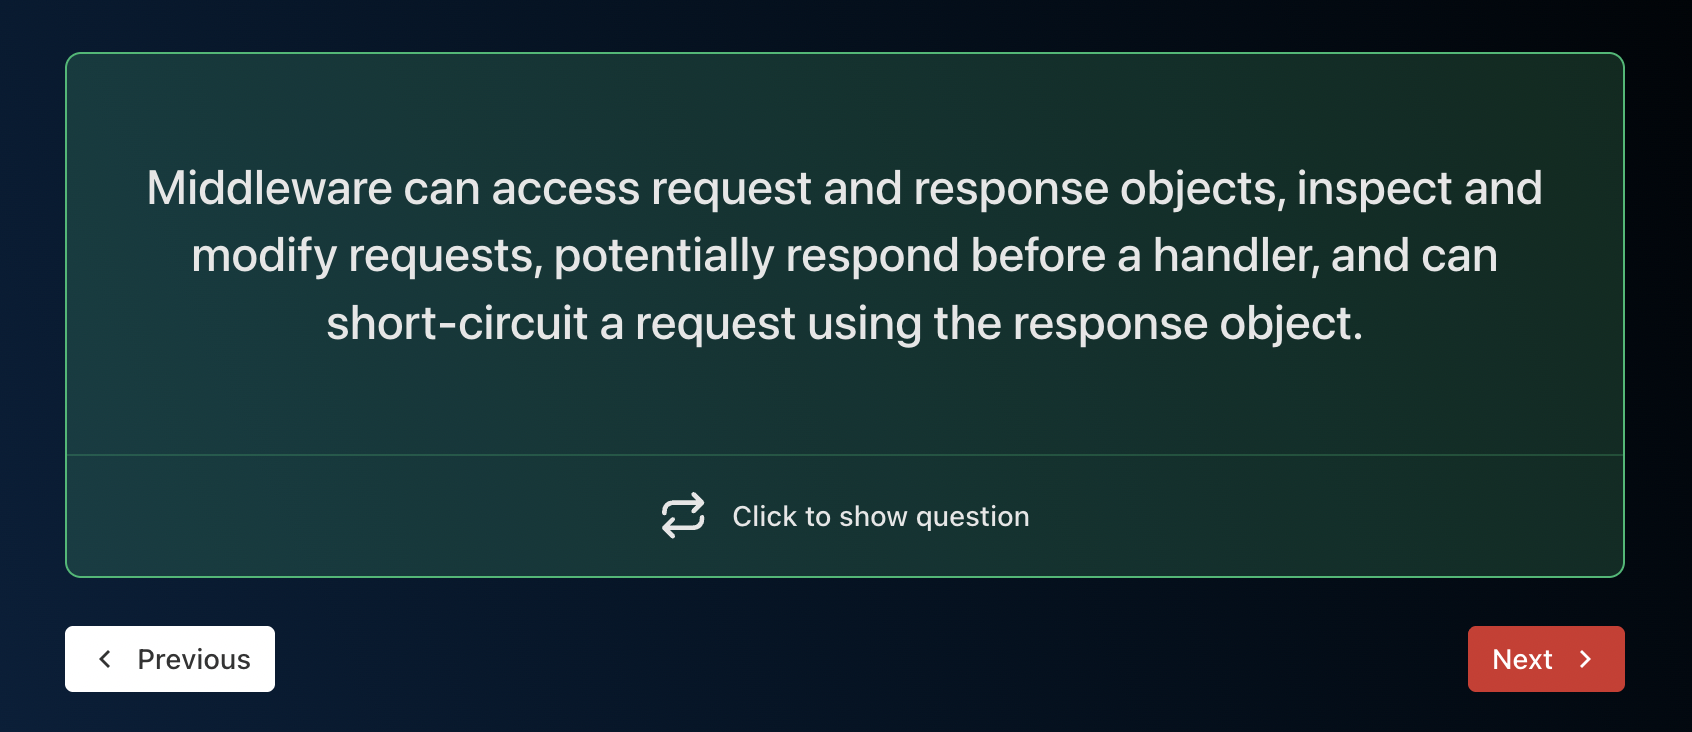 Middleware can access request and response objects, inspect and
modify requests, potentially respond before a handler, and can
short-circuit a request using the response object.
Click to show question
Previous
Next